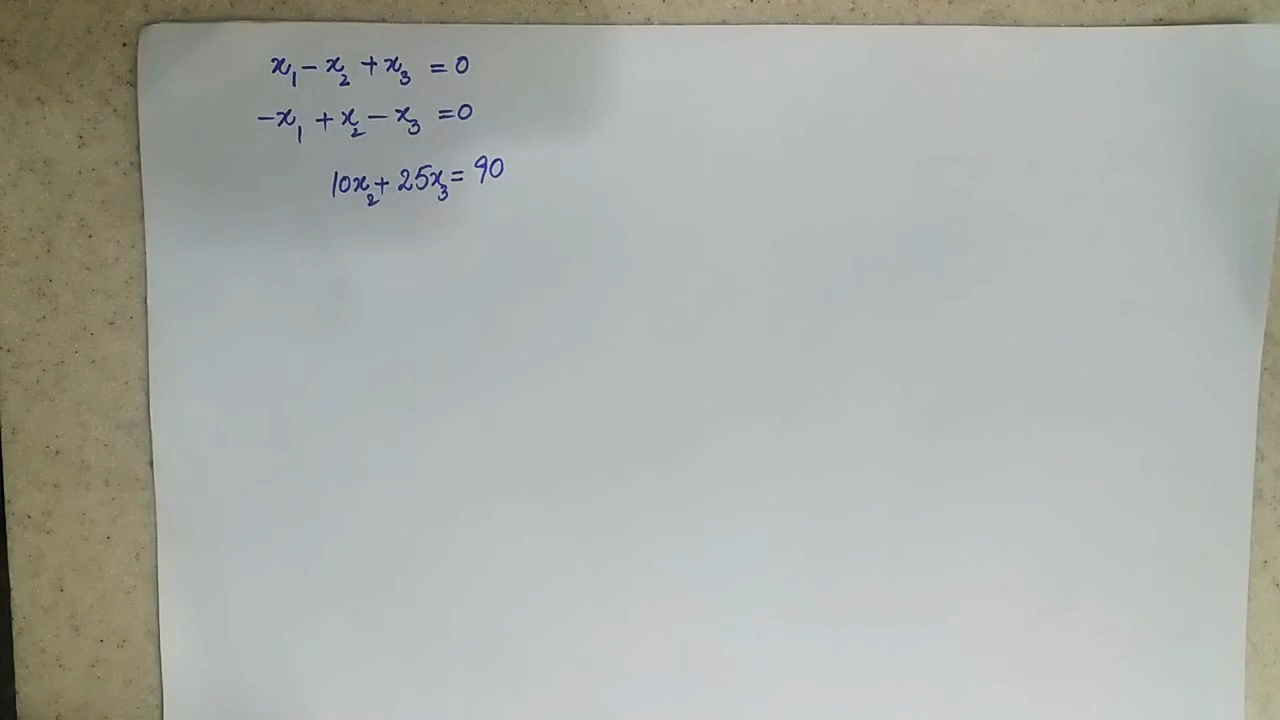 x₁ - x₂ + x₃ = 0
-x₁ + x₂ - x₃ = 0
10x₂ + 25x₃ = 90